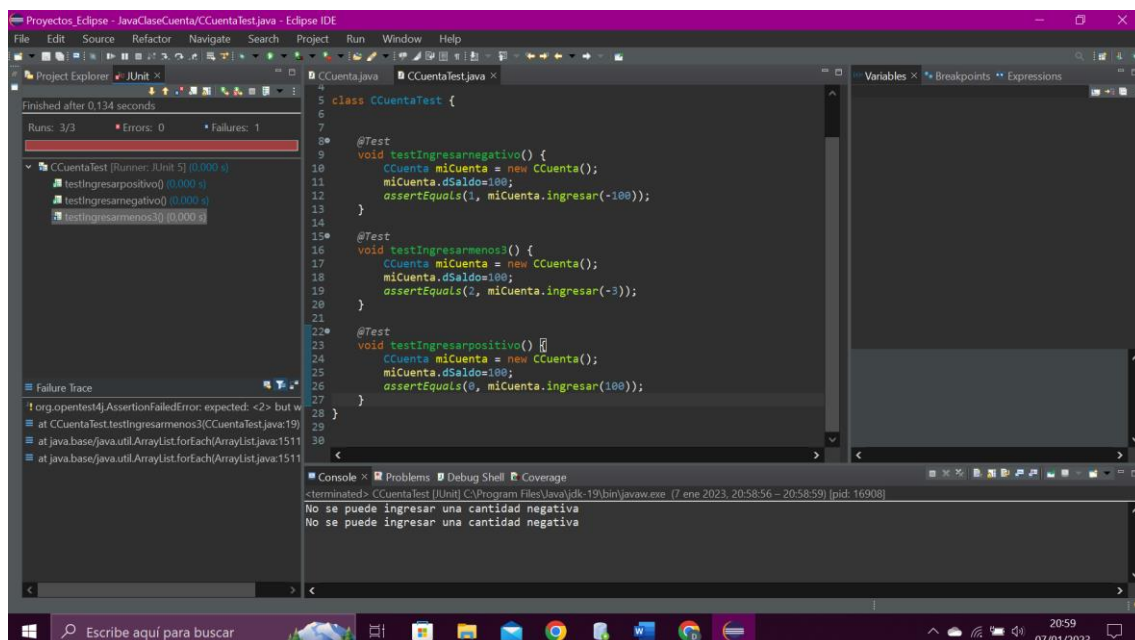 Proyectos_Eclipse - JavaClaseCuenta/CCuentaTest.java - Eclipse IDE
File Edit Source Refactor Navigate Search Project Run Window Help
Project Explorer JUnit
Finished after 0,134 seconds
Runs: 3/3 Errors: 0 Failures: 1
CCuentaTest [Runner: JUnit 5] (0,000 s)
testIngresarpositivo() (0,000 s)
testIngresarnegativo() (0,000 s)
testIngresarmenos3() (0,000 s)
Failure Trace
org.opentest4j.AssertionFailedError: expected: <2> but w
at CCuentaTest.testIngresarmenos3(CCuentaTest.java:19)
at java.base/java.util.ArrayList.forEach(ArrayList.java:1511
at java.base/java.util.ArrayList.forEach(ArrayList.java:1511
CCuenta.java CCuentaTest.java
4
5 class CCuentaTest {
6
7
8 @Test
9 void testIngresarnegativo() {
10 CCuenta miCuenta = new CCuenta();
11 miCuenta.dSaldo=100;
12 assertEquals(1, miCuenta.ingresar(-100));
13 }
14
15 @Test
16 void testIngresarmenos3() {
17 CCuenta miCuenta = new CCuenta();
18 miCuenta.dSaldo=100;
19 assertEquals(2, miCuenta.ingresar(-3));
20 }
21
22 @Test
23 void testIngresarpositivo() {
24 CCuenta miCuenta = new CCuenta();
25 miCuenta.dSaldo=100;
26 assertEquals(0, miCuenta.ingresar(100));
27 }
28 }
29
30
Variables Breakpoints Expressions
Console Problems Debug Shell Coverage
<terminated> CCuentaTest [JUnit] C:\Program Files\Java\jdk-19\bin\javaw.exe (7 ene 2023, 20:58:56 – 20:58:59) [pid: 16908]
No se puede ingresar una cantidad negativa
No se puede ingresar una cantidad negativa
Escribe aquí para buscar
20:59
07/01/2023